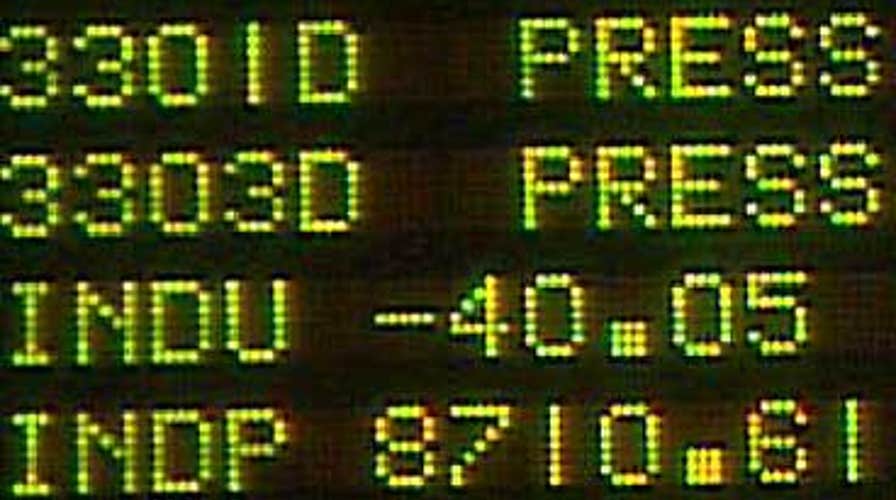 3301D PRESS
3303D PRESS
INDU -40.05
INDP 8710.61